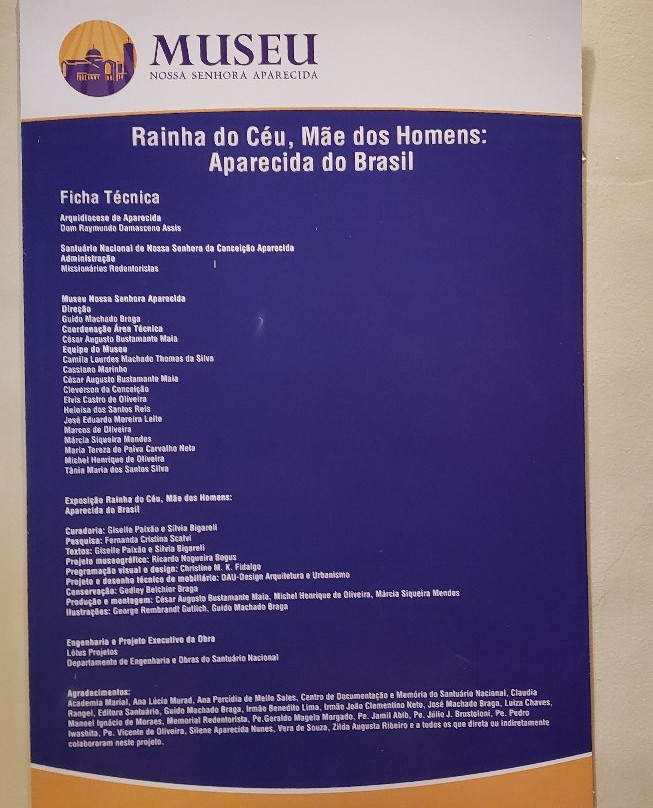 MUSEU
NOSSA SENHORA APARECIDA
Rainha do Céu, Mãe dos Homens:
Aparecida do Brasil
Ficha Técnica
Arquidiocese de Aparecida
Dom Raymundo Damasceno Assis
Santuário Nacional de Nossa Senhora da Conceição Aparecida
Administração
Missionários Redentoristas
Museu Nossa Senhora Aparecida
Direção
Guido Machado Braga
Coordenação Área Técnica
César Augusto Bustamante Maia
Equipe do Museu
Camila Lourdes Machado Thomas da Silva
Cassiano Marinho
César Augusto Bustamante Maia
Cleverson da Conceição
Elvis Castro de Oliveira
Heloisa dos Santos Reis
José Eduardo Moreira Leite
Marcos de Oliveira
Márcia Siqueira Mendes
Maria Tereza de Paiva Carvalho Neta
Michel Henrique de Oliveira
Tânia Maria dos Santos Silva
Exposição Rainha do Céu, Mãe dos Homens:
Aparecida do Brasil
Curadoria: Giselle Paixão e Silvia Bigareli
Pesquisa: Fernanda Cristina Scalvi
Textos: Giselle Paixão e Silvia Bigareli
Projeto museográfico: Ricardo Nogueira Bogus
Programação visual e design: Christine M. K. Fidalgo
Projeto e desenho técnico de mobiliário: DAU-Design Arquitetura e Urbanismo
Conservação: Gedley Belchior Braga
Produção e montagem: César Augusto Bustamante Maia, Michel Henrique de Oliveira, Márcia Siqueira Mendes
Ilustrações: George Rembrandt Gutlich, Guido Machado Braga
Engenharia e Projeto Executivo da Obra
Lótus Projetos
Departamento de Engenharia e Obras do Santuário Nacional
Agradecimentos:
Academia Marial, Ana Lúcia Murad, Ana Percidia de Mello Sales, Centro de Documentação e Memória do Santuário Nacional, Claudia
Rangel, Editora Santuário, Guido Machado Braga, Irmão Benedito Lima, Irmão João Clementino Neto, José Machado Braga, Luiza Chaves,
Manoel Ignácio de Moraes, Memorial Redentorista, Pe.Geraldo Magela Morgado, Pe. Jamil Abib, Pe. Júlio J. Brustoloni, Pe. Pedro
Iwashita, Pe. Vicente de Oliveira, Silene Aparecida Nunes, Vera de Souza, Zilda Augusta Ribeiro e a todos os que direta ou indiretamente
colaboraram neste projeto.